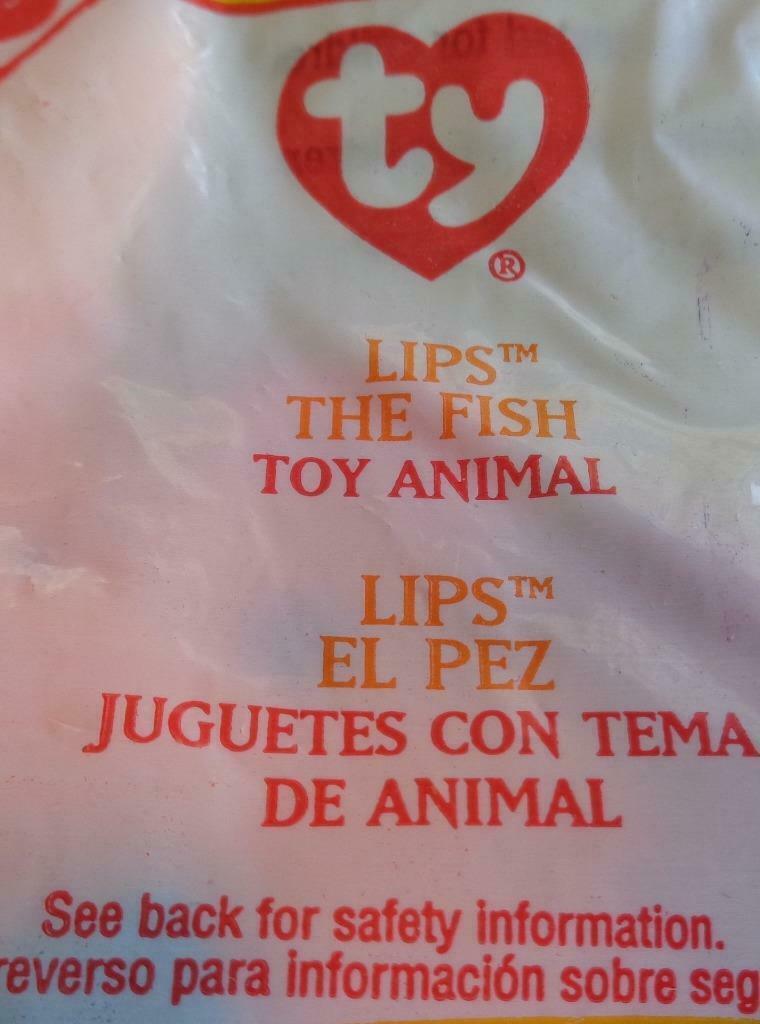 ty®
LIPS™
THE FISH
TOY ANIMAL
LIPS™
EL PEZ
JUGUETES CON TEMA
DE ANIMAL
See back for safety information.
reverso para información sobre seg